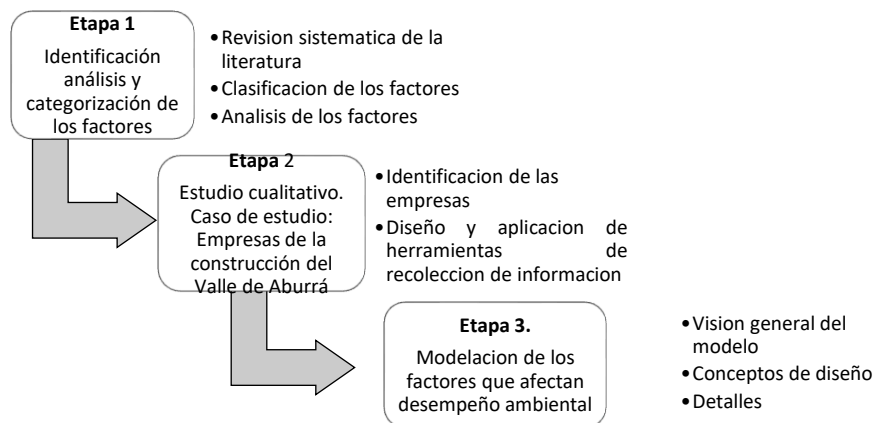 Etapa 1
Identificación
análisis y
categorización de
los factores
•Revision sistematica de la
literatura
•Clasificacion de los factores
•Analisis de los factores
Etapa 2
Estudio cualitativo.
Caso de estudio:
Empresas de la
construcción del
Valle de Aburrá
•Identificacion de las
empresas
•Diseño y aplicacion de
herramientas de
recoleccion de informacion
Etapa 3.
Modelacion de los
factores que afectan
desempeño ambiental
•Vision general del
modelo
•Conceptos de diseño
•Detalles